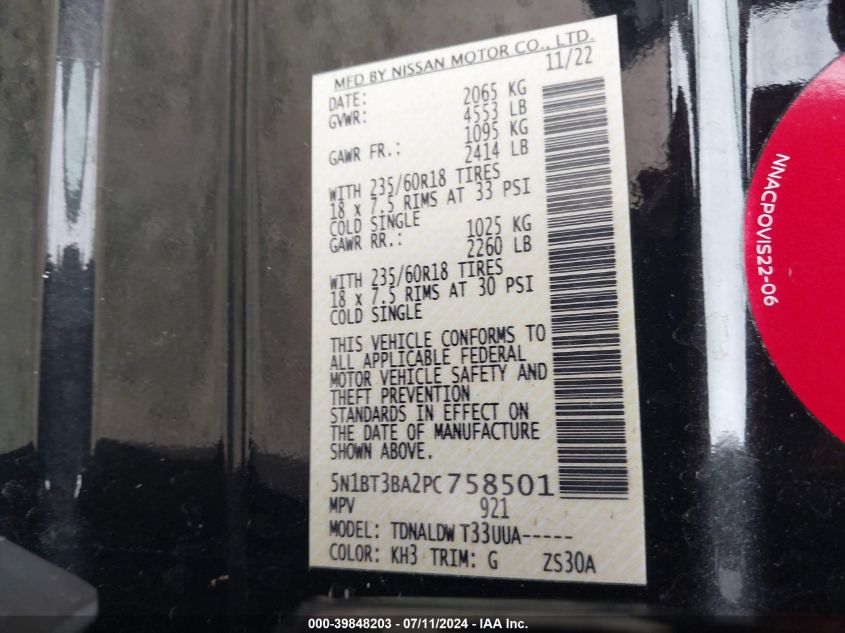 MFD BY NISSAN MOTOR CO., LTD.
DATE: 11/22
GVWR: 2065 KG
4553 LB
GAWR FR.: 1095 KG
2414 LB
WITH 235/60R18 TIRES
18 x 7.5 RIMS AT 33 PSI
COLD SINGLE
GAWR RR.: 1025 KG
2260 LB
WITH 235/60R18 TIRES
18 x 7.5 RIMS AT 30 PSI
COLD SINGLE
THIS VEHICLE CONFORMS TO
ALL APPLICABLE FEDERAL
MOTOR VEHICLE SAFETY AND
THEFT PREVENTION
STANDARDS IN EFFECT ON
THE DATE OF MANUFACTURE
SHOWN ABOVE.
5N1BT3BA2PC758501
MPV 921
MODEL: TDNALDW T33UUA-----
COLOR: KH3 TRIM: G ZS30A
NNACPOVIS22-06
000-39848203 - 07/11/2024 - IAA Inc.